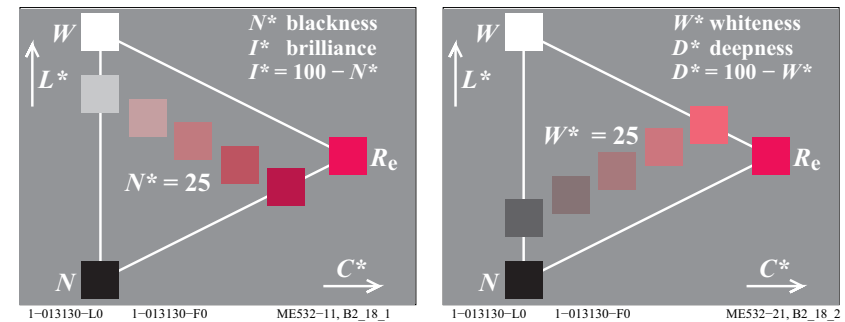 W
N* blackness
I* brilliance
I* = 100 − N*
L*
N* = 25
Re
N
C*
1−013130−L0 1−013130−F0 ME532−11, B2_18_1
W
W* whiteness
D* deepness
D* = 100 − W*
L*
W* = 25
Re
N
C*
1−013130−L0 1−013130−F0 ME532−21, B2_18_2